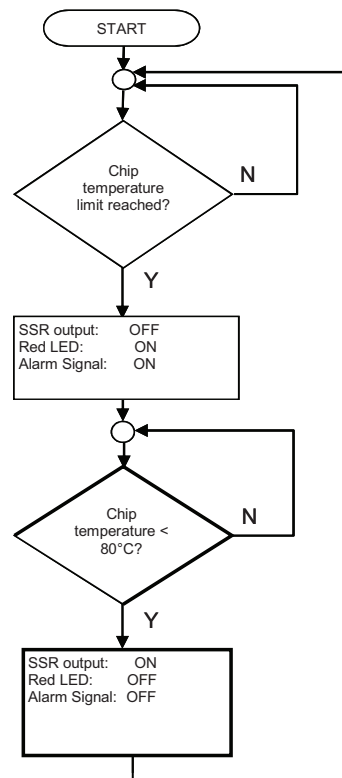 START
Chip
temperature
limit reached?
N
Y
SSR output: OFF
Red LED: ON
Alarm Signal: ON
Chip
temperature <
80°C?
N
Y
SSR output: ON
Red LED: OFF
Alarm Signal: OFF